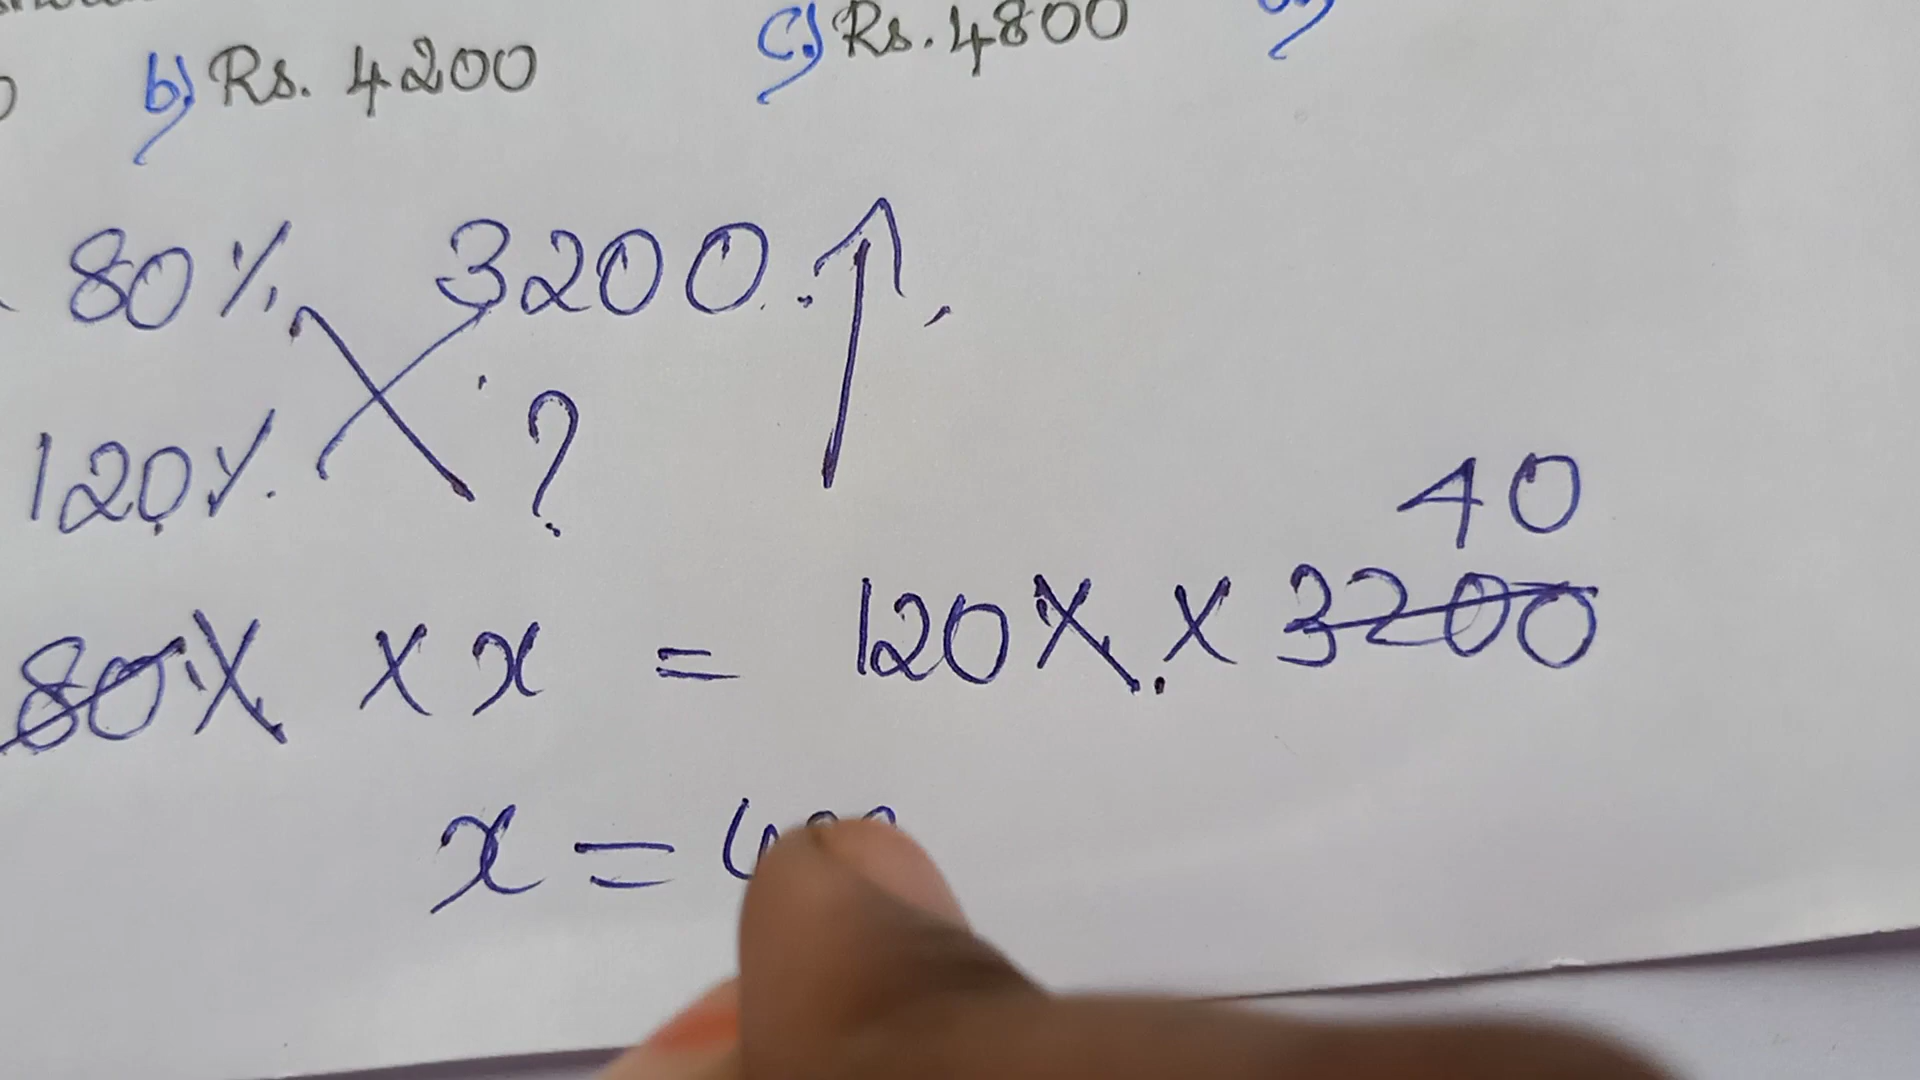 b) Rs. 4200 c.) Rs. 4800
80% 3200.
120% ?
40
80% × x = 120% × 3200
x = 4